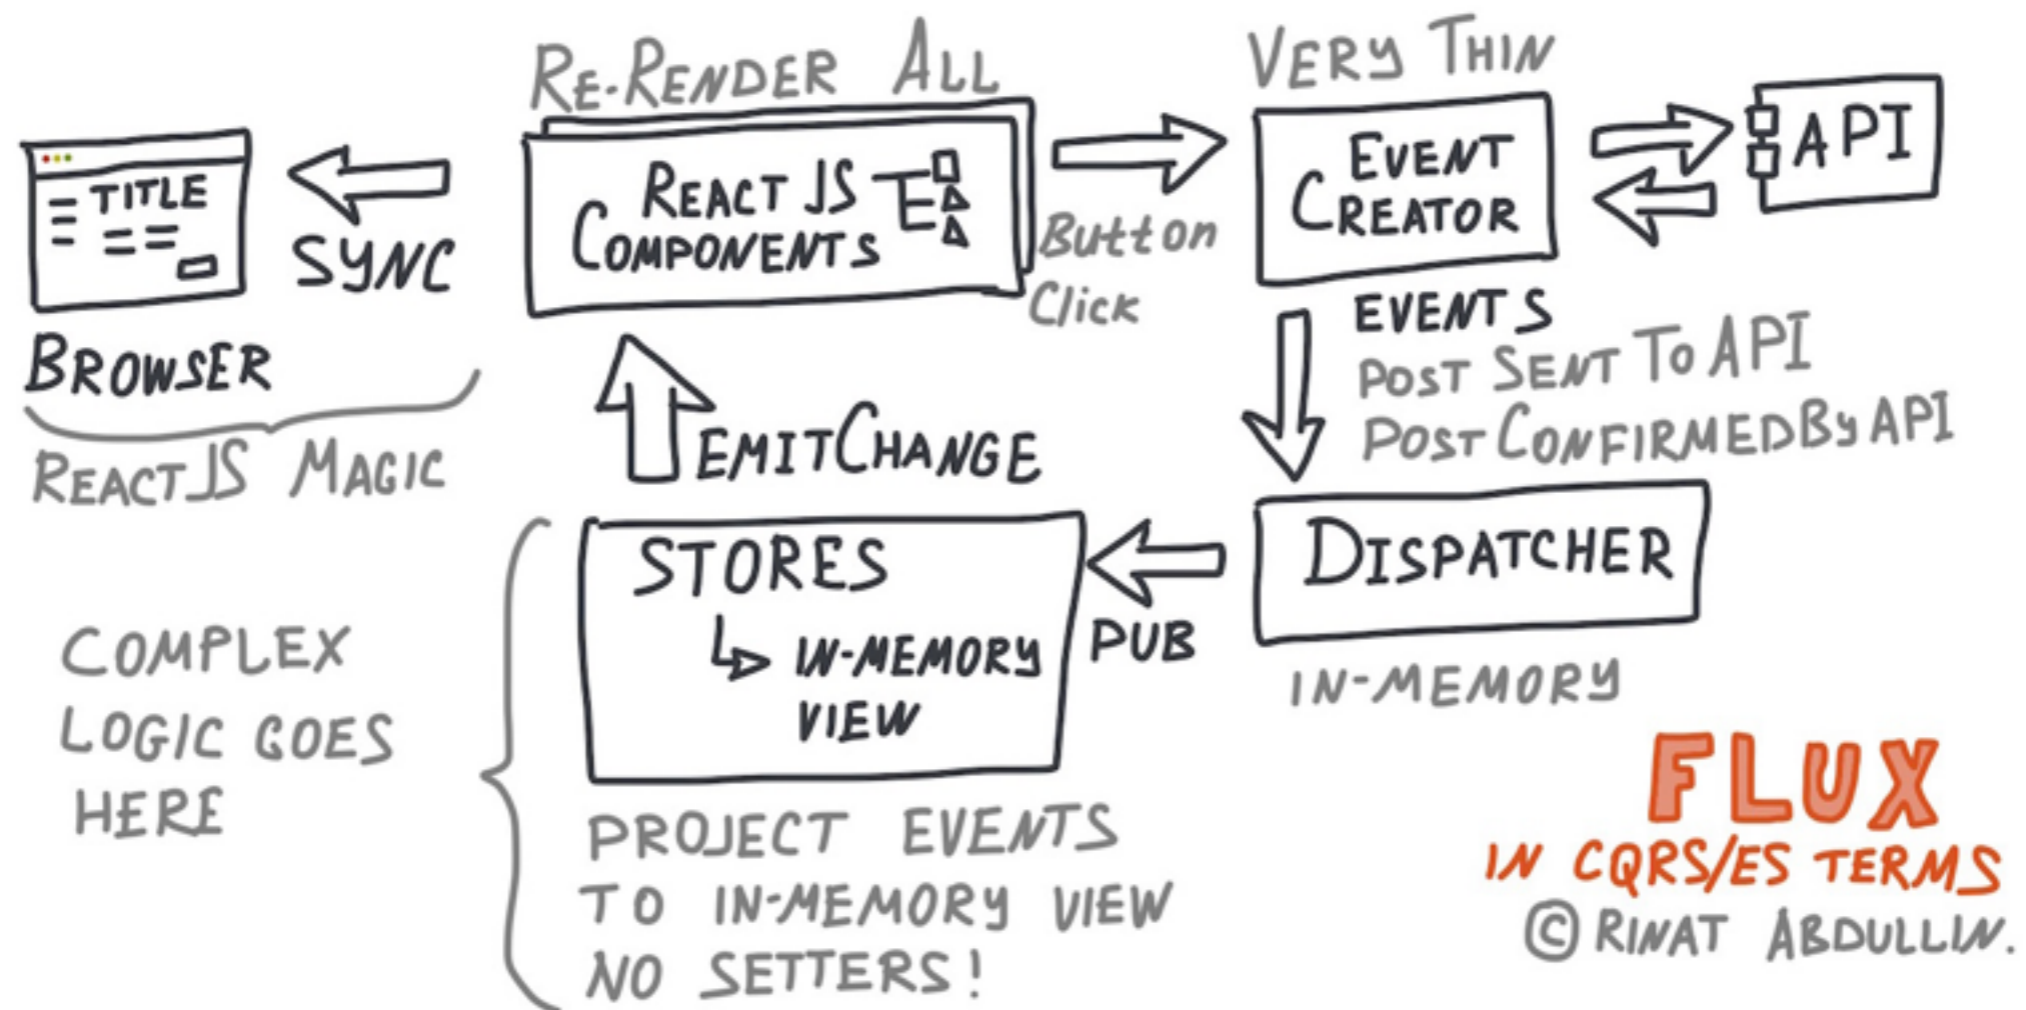 RE-RENDER ALL
VERY THIN
TITLE
SYNC
REACT JS
COMPONENTS
Button
Click
EVENT
CREATOR
API
BROWSER
REACTJS MAGIC
EMITCHANGE
EVENTS
POST SENT TO API
POST CONFIRMED By API
STORES
IN-MEMORY
VIEW
PUB
DISPATCHER
IN-MEMORY
COMPLEX
LOGIC GOES
HERE
PROJECT EVENTS
TO IN-MEMORY VIEW
NO SETTERS!
FLUX
IN CQRS/ES TERMS
© RINAT ABDULLIN.